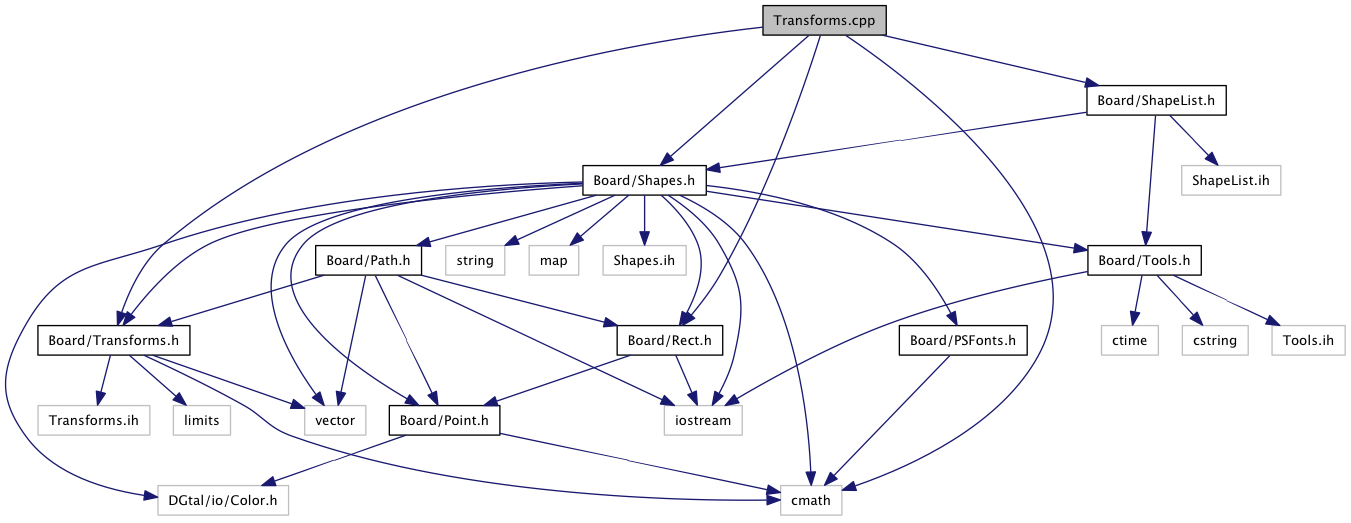 Transforms.cpp
Board/ShapeList.h
Board/Shapes.h
ShapeList.ih
Board/Path.h
string
map
Shapes.ih
Board/Tools.h
Board/Transforms.h
Board/Rect.h
Board/PSFonts.h
ctime
cstring
Tools.ih
Transforms.ih
limits
vector
Board/Point.h
iostream
DGtal/io/Color.h
cmath